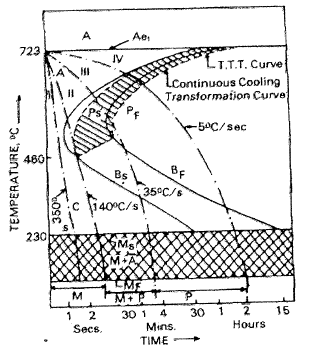 A
Ae₁
723
IV
A
III
II
I
T.T.T. Curve
Continuous Cooling
Transformation Curve
Ps
PF
5°C/sec
TEMPERATURE, °C
460
350°C/s
140°C/s
35°C/s
Bs
BF
230
Ms
M+A
MF
M
M+P
P
1 2 30 1 4 30 1 2 15
Secs. Mins. Hours
TIME